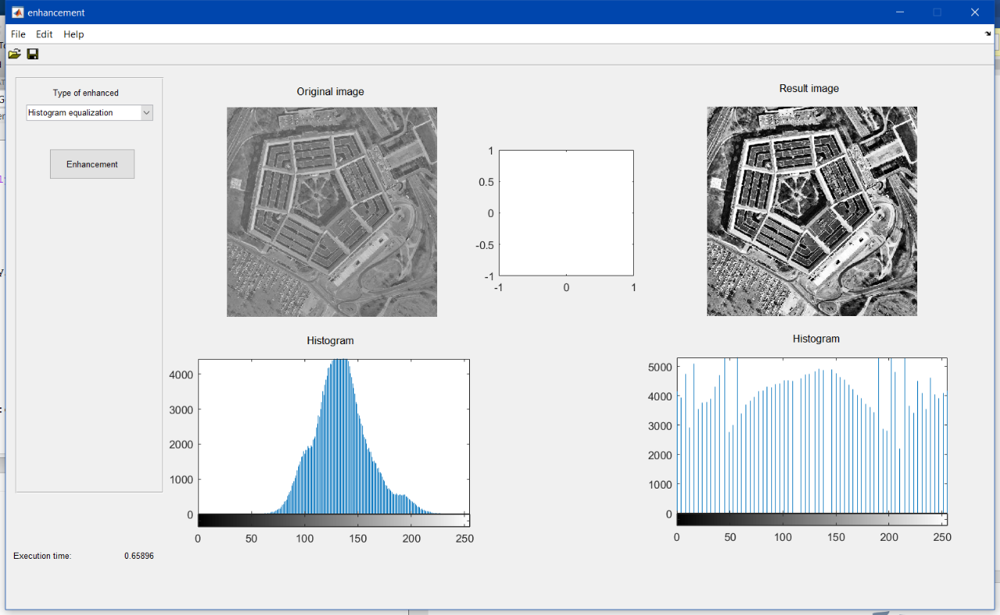 enhancement
File Edit Help
Type of enhanced
Histogram equalization
Enhancement
Original image
Result image
1
0.5
0
-0.5
-1
-1 0 1
Histogram
4000
3000
2000
1000
0
0 50 100 150 200 250
Histogram
5000
4000
3000
2000
1000
0
0 50 100 150 200 250
Execution time: 0.65896